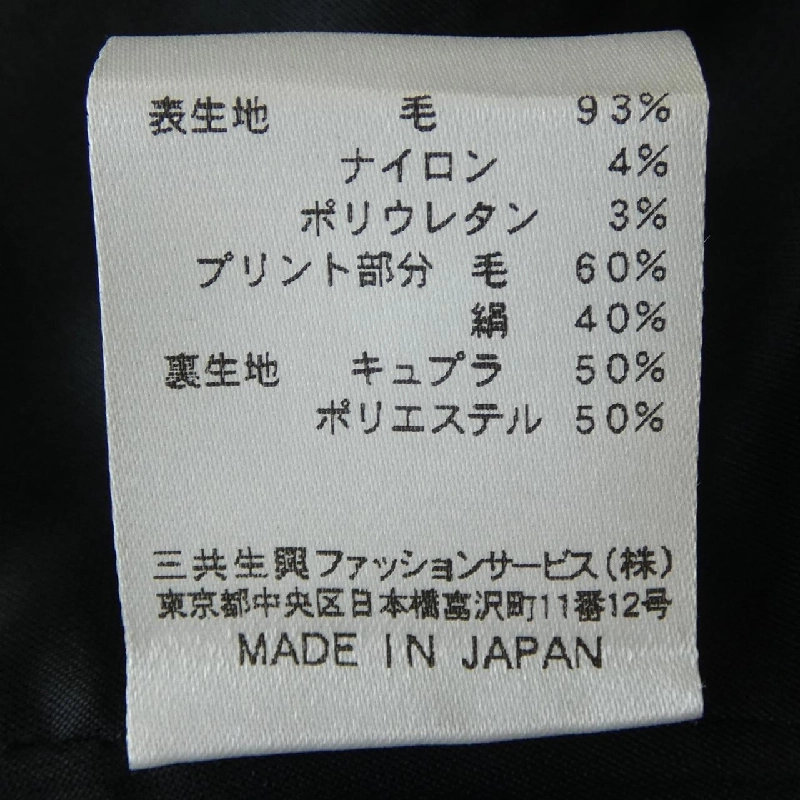 表生地 毛 93%
ナイロン 4%
ポリウレタン 3%
プリント部分 毛 60%
絹 40%
裏生地 キュプラ 50%
ポリエステル 50%
三共生興ファッションサービス(株)
東京都中央区日本橋富沢町11番12号
MADE IN JAPAN